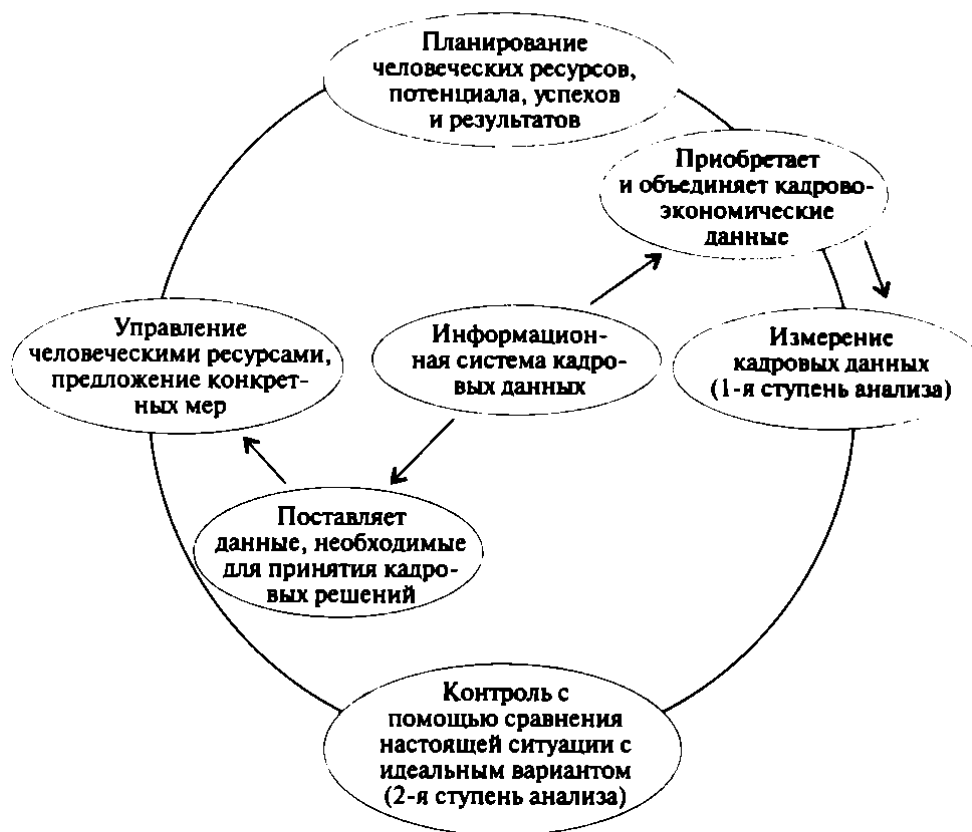 Планирование
человеческих ресурсов,
потенциала, успехов
и результатов
Приобретает
и объединяет кадрово-
экономические
данные
Управление
человеческими ресурсами,
предложение конкрет-
ных мер
Информацион-
ная система кадро-
вых данных
Измерение
кадровых данных
(1-я ступень анализа)
Поставляет
данные, необходимые
для принятия кадро-
вых решений
Контроль с
помощью сравнения
настоящей ситуации с
идеальным вариантом
(2-я ступень анализа)